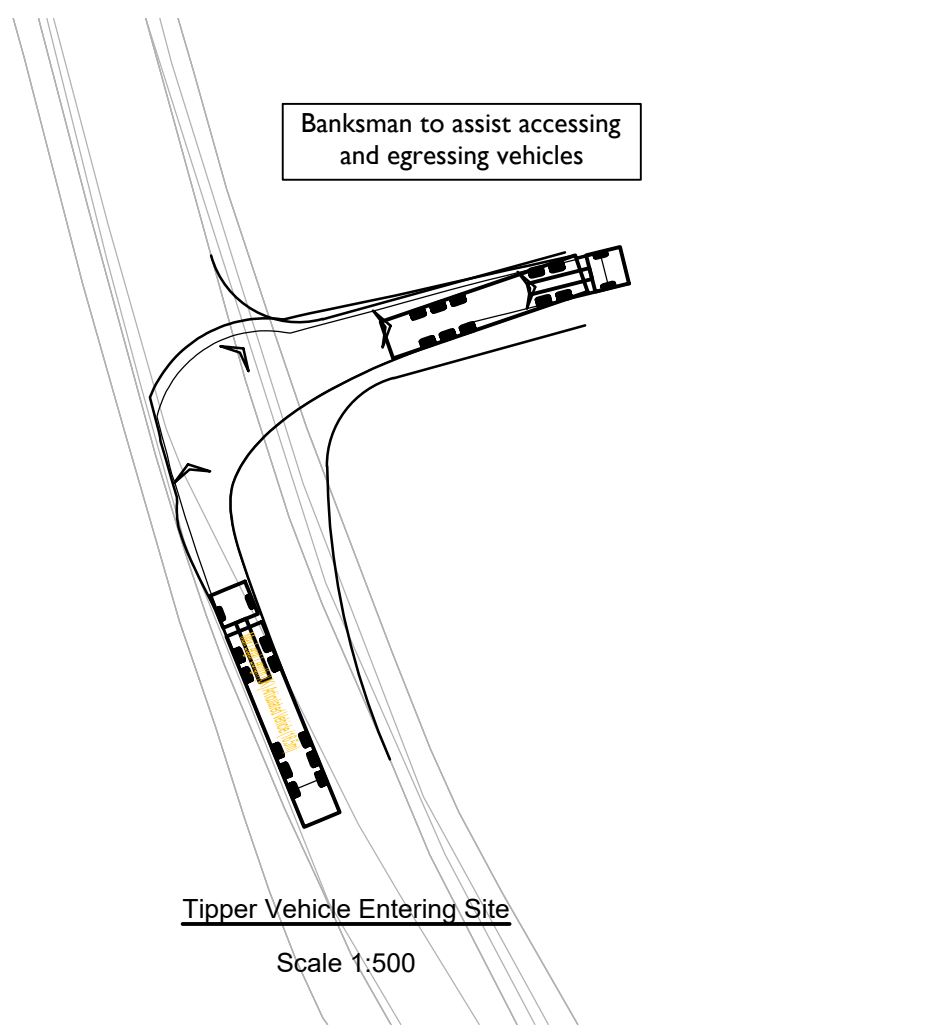 Banksman to assist accessing
and egressing vehicles
Tipper Vehicle Entering Site
Scale 1:500